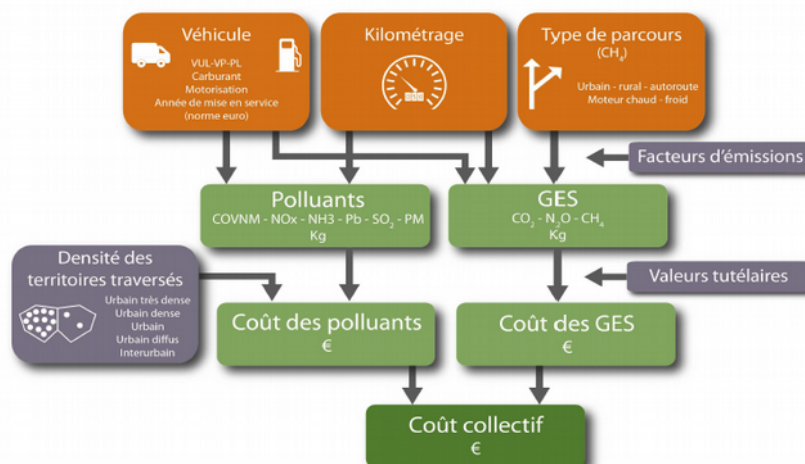 Véhicule
VUL-VP-PL
Carburant
Motorisation
Année de mise en service
(norme euro)
Kilométrage
Type de parcours
(CH₄)
Urbain - rural - autoroute
Moteur chaud - froid
Facteurs d'émissions
Polluants
COVNM - NOx - NH3 - Pb - SO₂ - PM
Kg
GES
CO₂ - N₂O - CH₄
Kg
Densité des
territoires traversés
Urbain très dense
Urbain dense
Urbain
Urbain diffus
Interurbain
Valeurs tutélaires
Coût des polluants
€
Coût des GES
€
Coût collectif
€